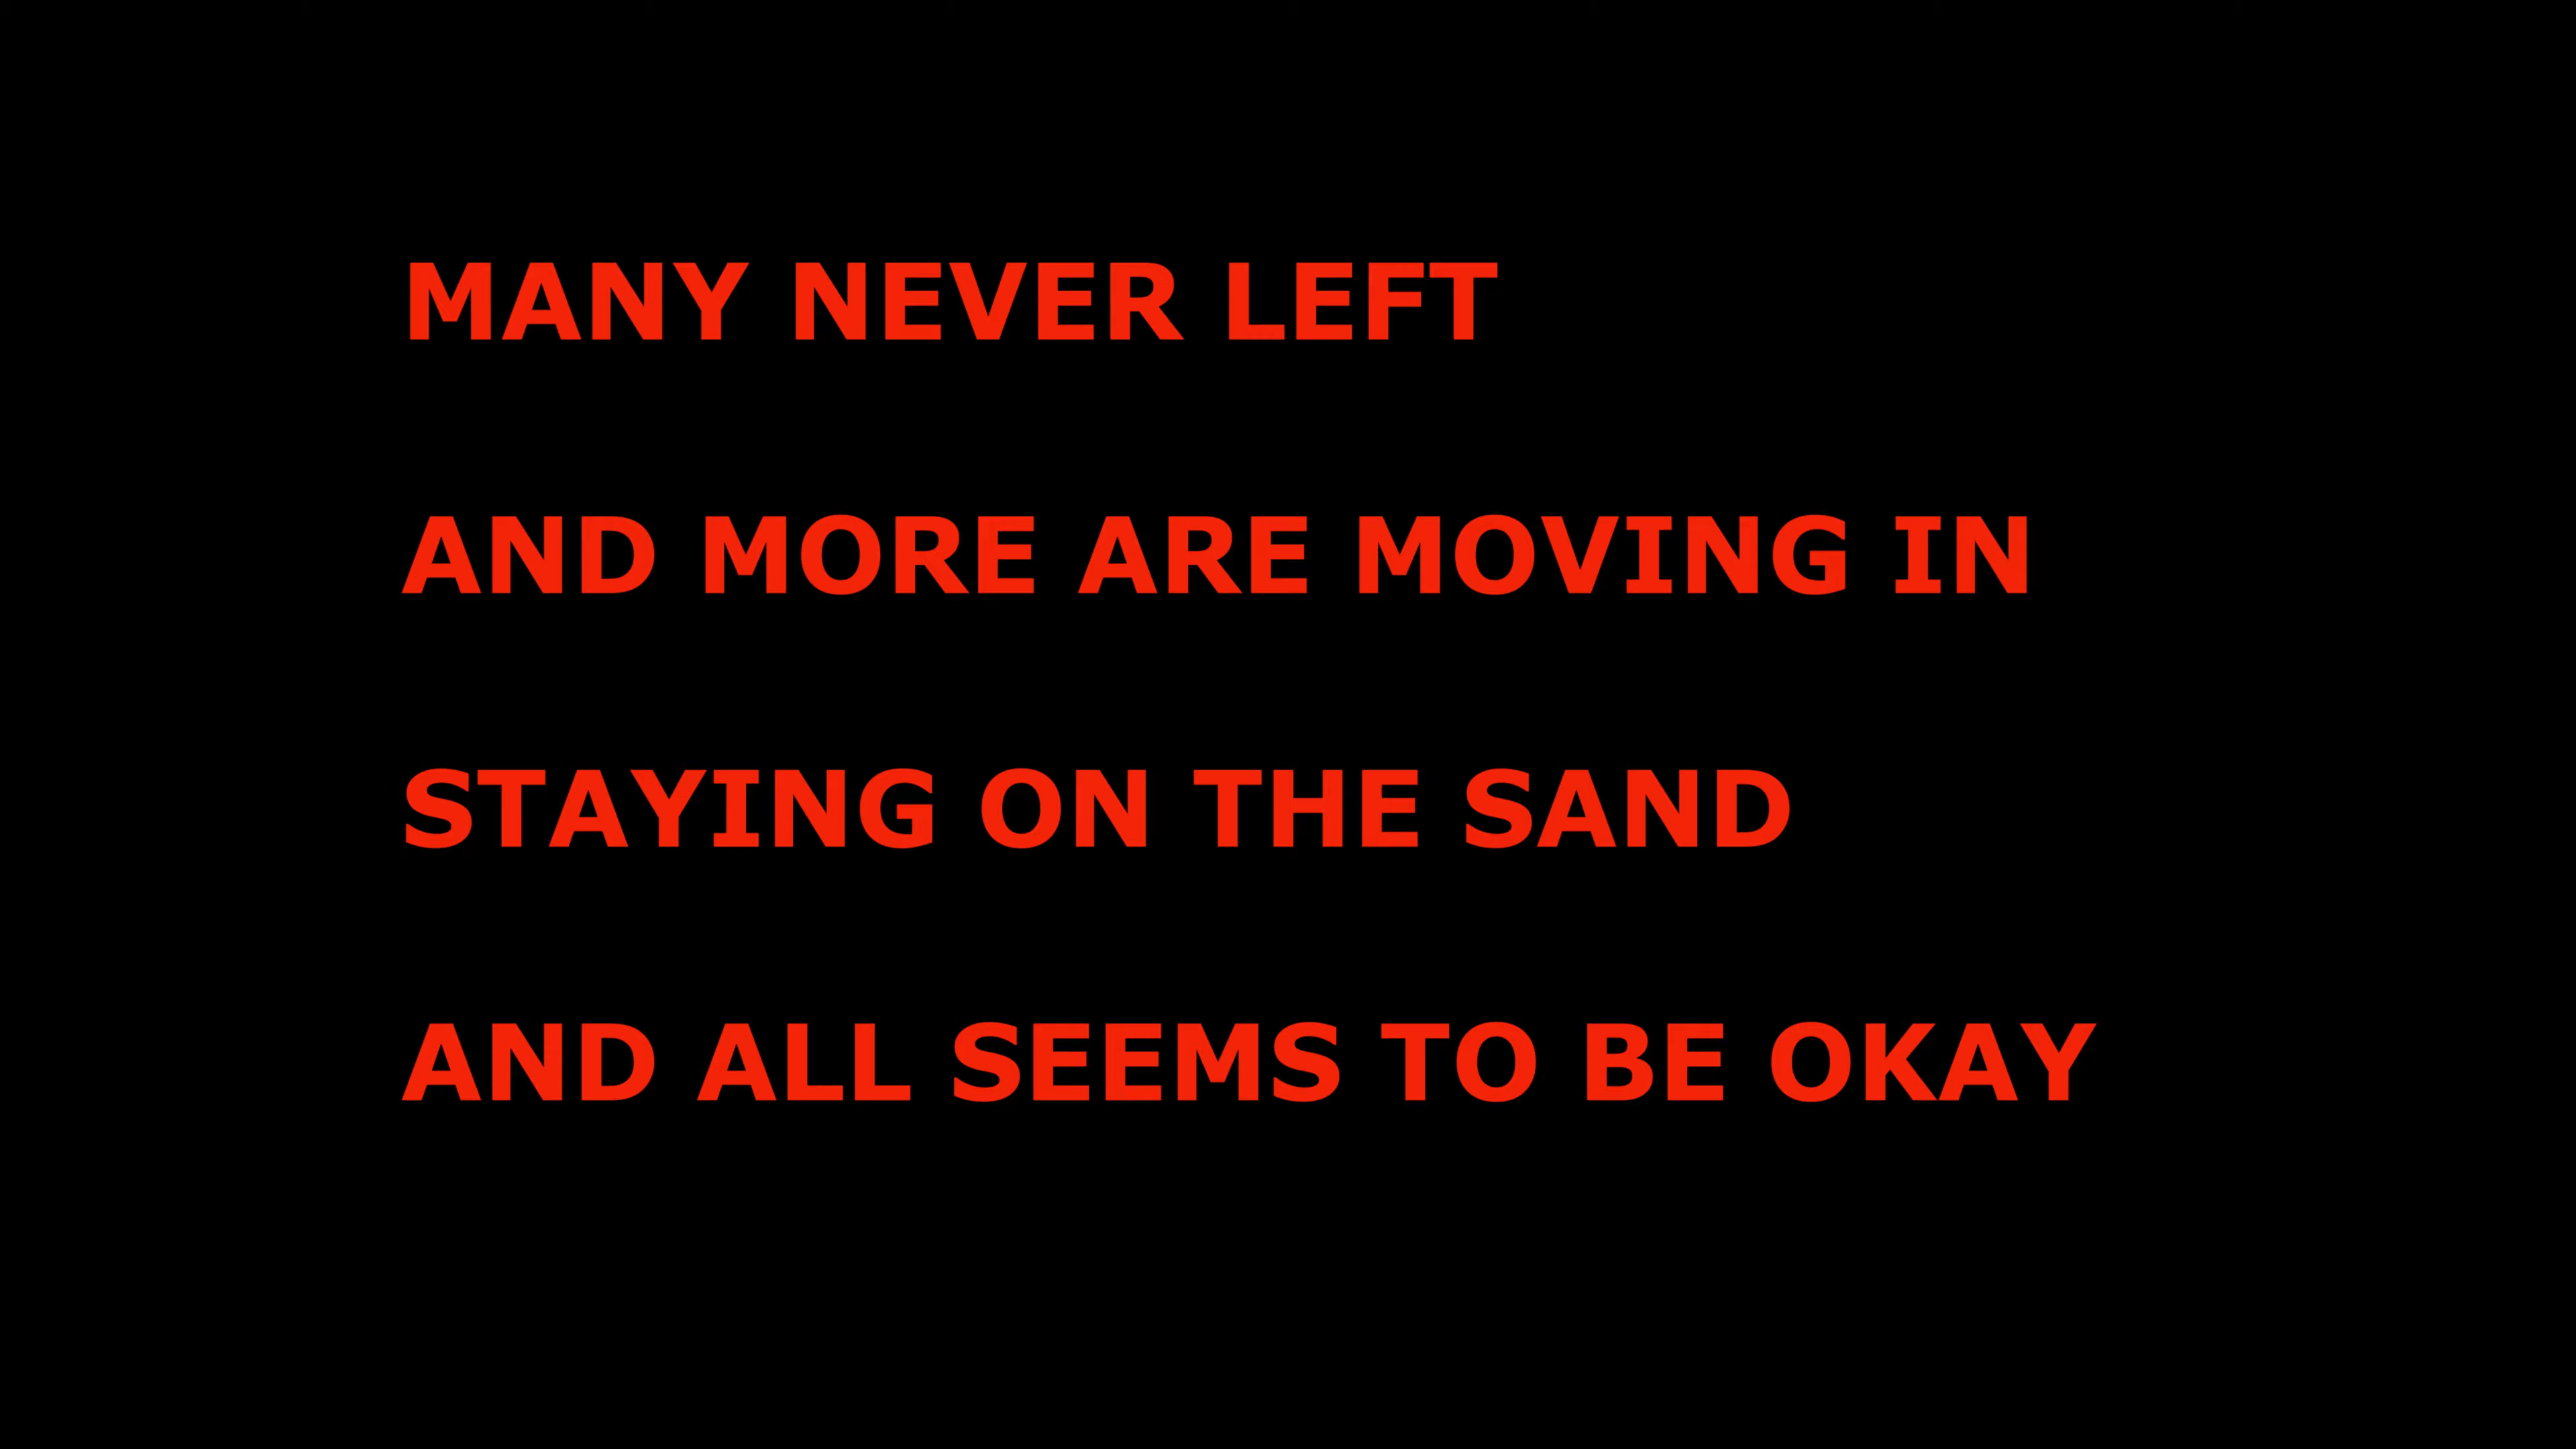 MANY NEVER LEFT
AND MORE ARE MOVING IN
STAYING ON THE SAND
AND ALL SEEMS TO BE OKAY